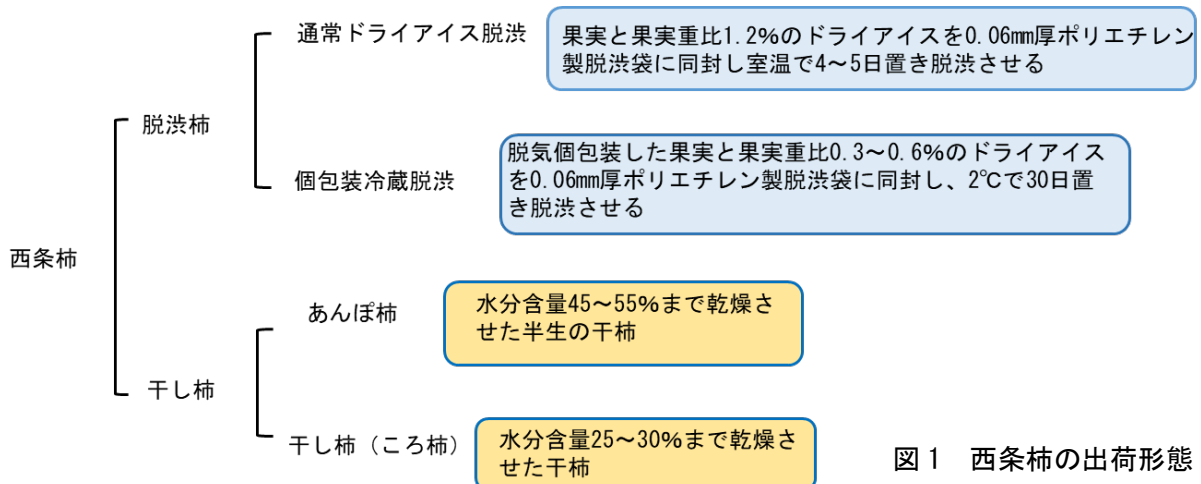 通常ドライアイス脱渋
果実と果実重比1.2%のドライアイスを0.06mm厚ポリエチレン
製脱渋袋に同封し室温で4～5日置き脱渋させる
脱渋柿
個包装冷蔵脱渋
脱気個包装した果実と果実重比0.3～0.6%のドライアイス
を0.06mm厚ポリエチレン製脱渋袋に同封し、2℃で30日置
き脱渋させる
西条柿
あんぽ柿
水分含量45～55%まで乾燥さ
せた半生の干柿
干し柿
干し柿（ころ柿）
水分含量25～30%まで乾燥さ
せた干柿
図１　西条柿の出荷形態